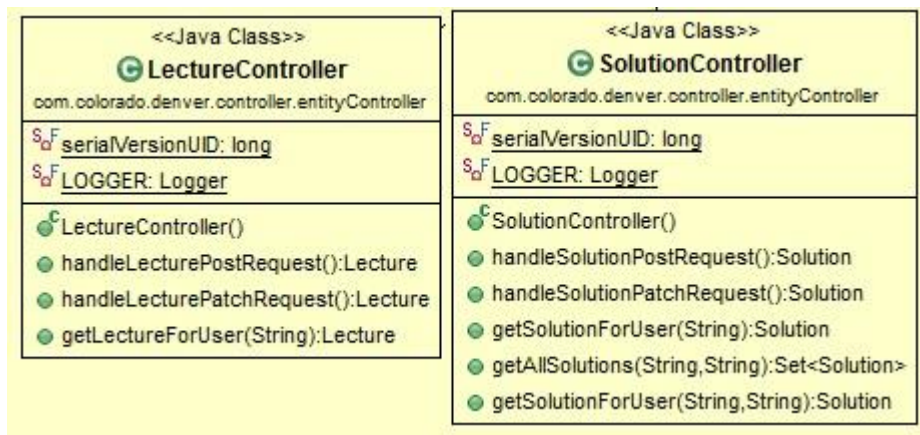 <<Java Class>>
C LectureController
com.colorado.denver.controller.entityController
S F serialVersionUID: long
S F LOGGER: Logger
C LectureController()
handleLecturePostRequest():Lecture
handleLecturePatchRequest():Lecture
getLectureForUser(String):Lecture
<<Java Class>>
C SolutionController
com.colorado.denver.controller.entityController
S F serialVersionUID: long
S F LOGGER: Logger
C SolutionController()
handleSolutionPostRequest():Solution
handleSolutionPatchRequest():Solution
getSolutionForUser(String):Solution
getAllSolutions(String,String):Set<Solution>
getSolutionForUser(String,String):Solution